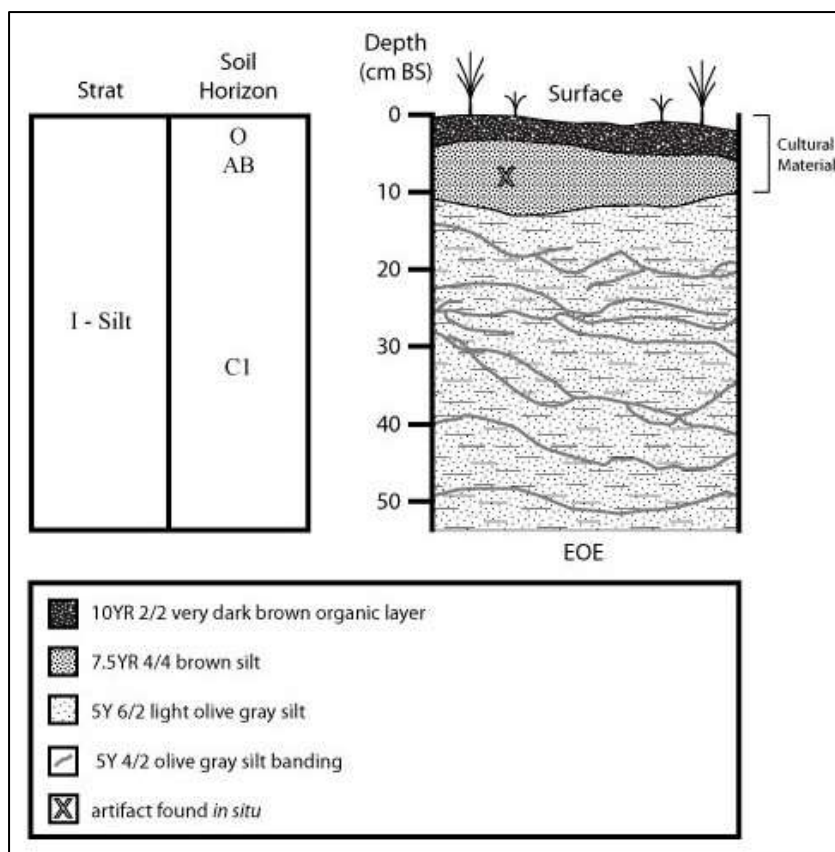 Strat
Soil
Horizon
O
AB
I - Silt
C1
Depth
(cm BS)
Surface
0
10
20
30
40
50
Cultural
Material
EOE
10YR 2/2 very dark brown organic layer
7.5YR 4/4 brown silt
5Y 6/2 light olive gray silt
5Y 4/2 olive gray silt banding
X artifact found in situ